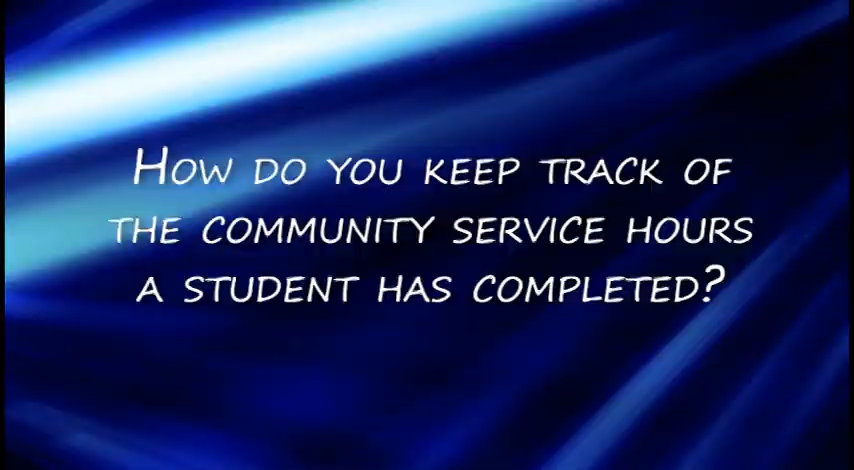 How do you keep track of
the community service hours
a student has completed?